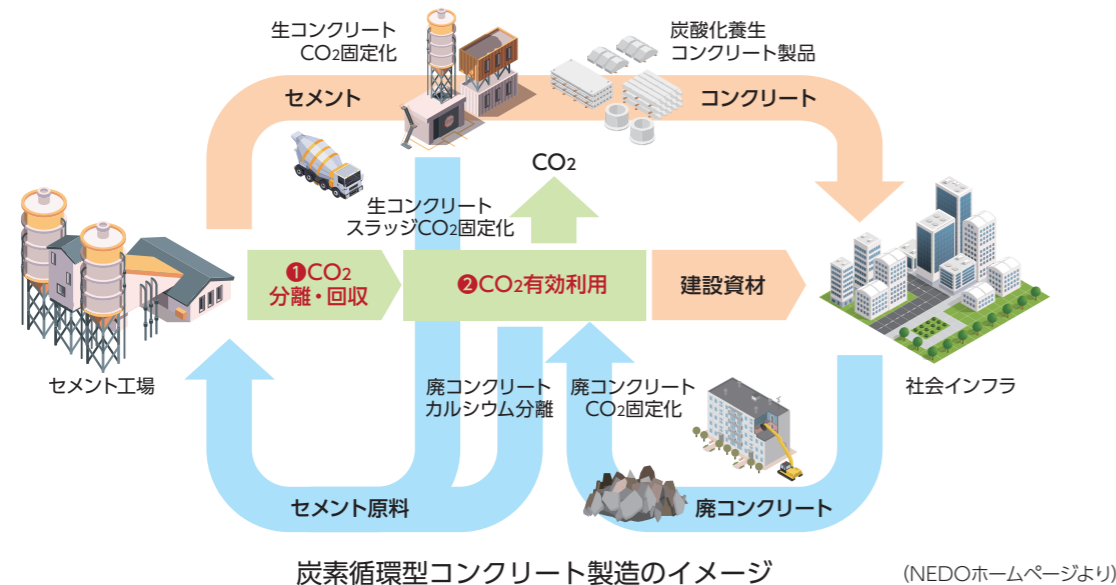 生コンクリート
CO2固定化
炭酸化養生
コンクリート製品
セメント
コンクリート
CO2
生コンクリート
スラッジCO2固定化
❶CO2
分離・回収
❷CO2有効利用
建設資材
セメント工場
廃コンクリート
カルシウム分離
廃コンクリート
CO2固定化
社会インフラ
セメント原料
廃コンクリート
炭素循環型コンクリート製造のイメージ
(NEDOホームページより)